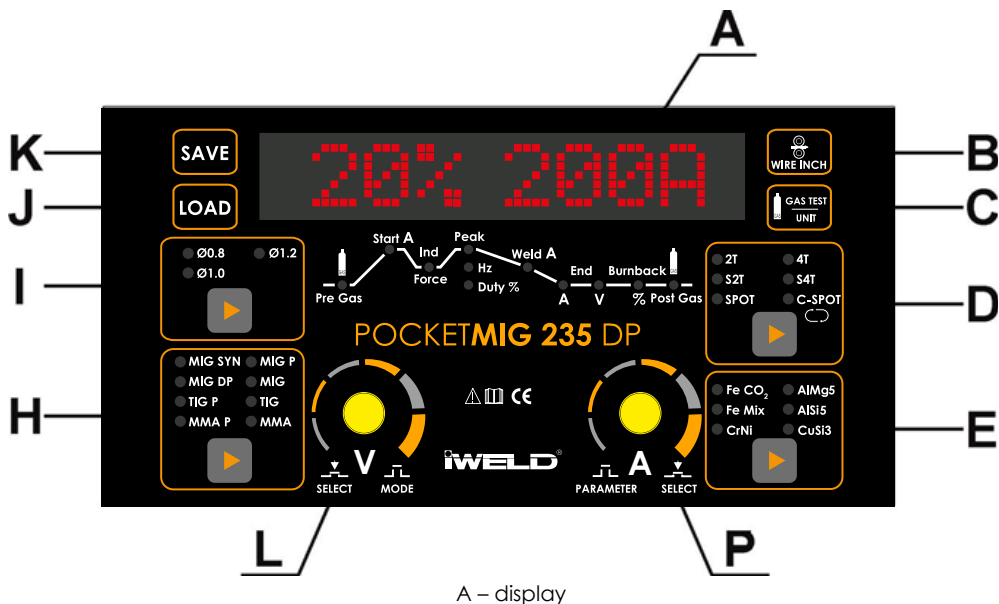 A
K
SAVE
20% 200A
WIRE INCH
B
J
LOAD
GAS TEST
UNIT
C
I
Ø0.8 Ø1.2
Ø1.0
Pre Gas
Start A
Ind
Force
Peak
Hz
Duty %
Weld A
End
A V
Burnback
%
GAS
Post Gas
2T 4T
S2T S4T
SPOT C-SPOT
D
POCKETMIG 235 DP
H
MIG SYN MIG P
MIG DP MIG
TIG P TIG
MMA P MMA
CE
Fe CO2 AlMg5
Fe Mix AlSi5
CrNi CuSi3
E
V
SELECT MODE
iWELD®
A
PARAMETER SELECT
L
P
A – display